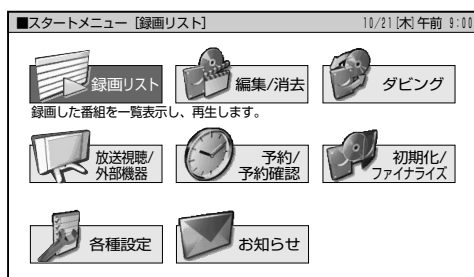 ■スタートメニュー［録画リスト］ 10/21[木]午前 9:00
録画リスト 編集/消去 ダビング
録画した番組を一覧表示し、再生します。
放送視聴/
外部機器
予約/
予約確認
初期化/
ファイナライズ
各種設定 お知らせ